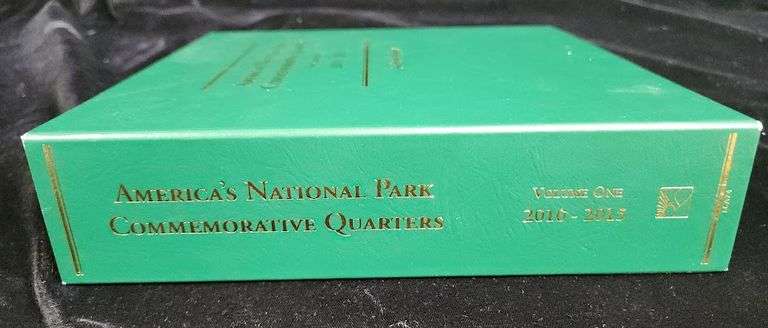 AMERICA'S NATIONAL PARK
COMMEMORATIVE QUARTERS
VOLUME ONE
2010 - 2015